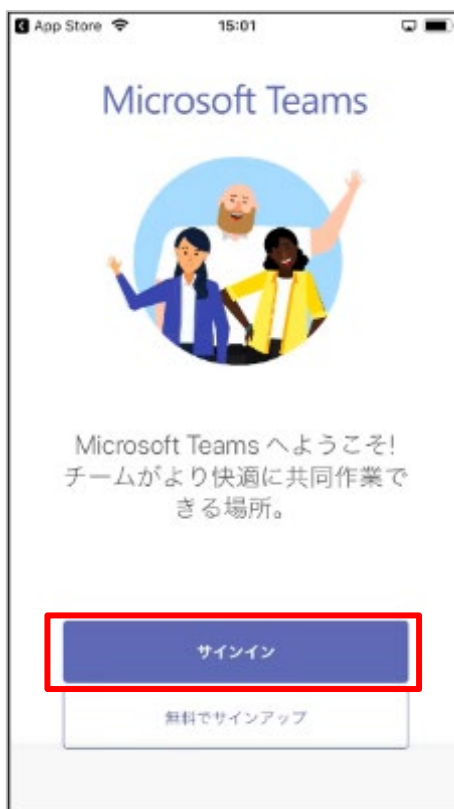 App Store 15:01
Microsoft Teams
Microsoft Teams へようこそ!
チームがより快適に共同作業で
きる場所。
サインイン
無料でサインアップ